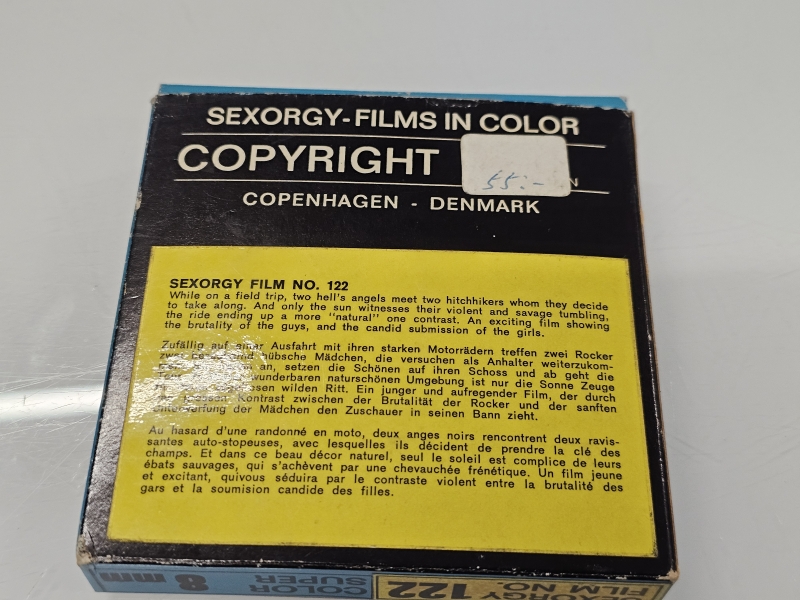 SEXORGY-FILMS IN COLOR
COPYRIGHT
55:-
N
COPENHAGEN - DENMARK
SEXORGY FILM NO. 122
While on a field trip, two hell's angels meet two hitchhikers whom they decide
to take along. And only the sun witnesses their violent and savage tumbling,
the ride ending up a more "natural" one contrast. An exciting film showing
the brutality of the guys, and the candid submission of the girls.
Zufällig auf einer Ausfahrt mit ihren starken Motorrädern treffen zwei Rocker
zwei und hübsche Mädchen, die versuchen als Anhalter weiterzukom-
an, setzen die Schönen auf ihren Schoss und ab geht die
wunderbaren naturschönen Umgebung ist nur die Sonne Zeuge
wilden Ritt. Ein junger und aufregender Film, der durch
Kontrast zwischen der Brutalität der Rocker und der sanften
Unterwerfung der Mädchen den Zuschauer in seinen Bann zieht.
Au hasard d'une randonné en moto, deux anges noirs rencontrent deux ravis-
santes auto-stopeuses, avec lesquelles ils décident de prendre la clé des
champs. Et dans ce beau décor naturel, seul le soleil est complice de leurs
ébats sauvages, qui s'achèvent par une chevauchée frénétique. Un film jeune
et excitant, quivous séduira par le contraste violent entre la brutalité des
gars et la soumision candide des filles.
8 mm
COLOR
SUPER
122
FILM NO.